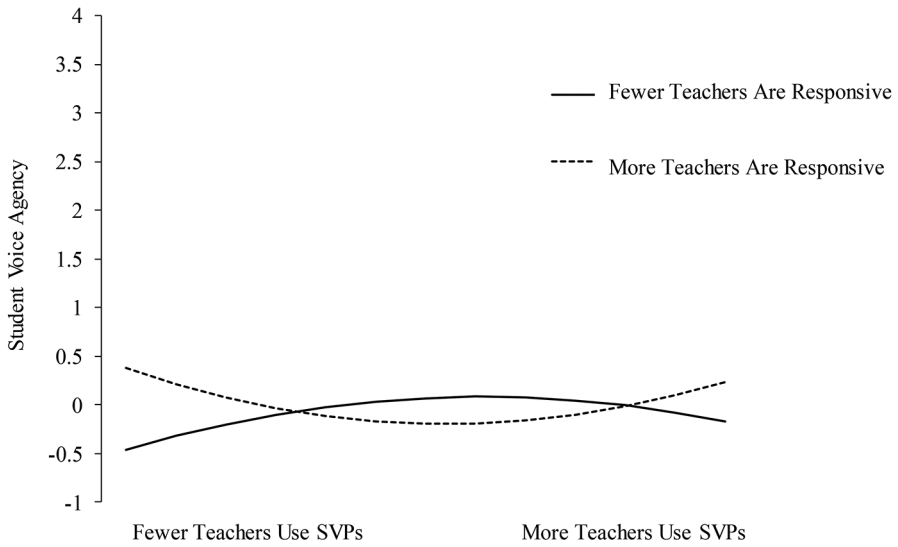 4
3.5
3
2.5
2
1.5
1
0.5
0
-0.5
-1
Student Voice Agency
Fewer Teachers Are Responsive
More Teachers Are Responsive
Fewer Teachers Use SVPs
More Teachers Use SVPs